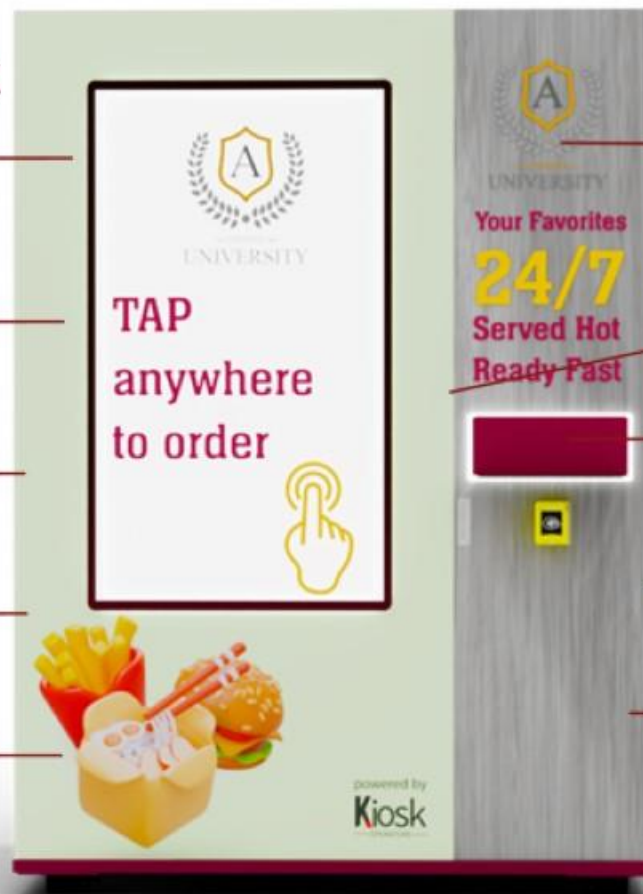 A
UNIVERSITY
TAP
anywhere
to order
powered by
Kiosk
A
UNIVERSITY
Your Favorites
24/7
Served Hot
Ready Fast